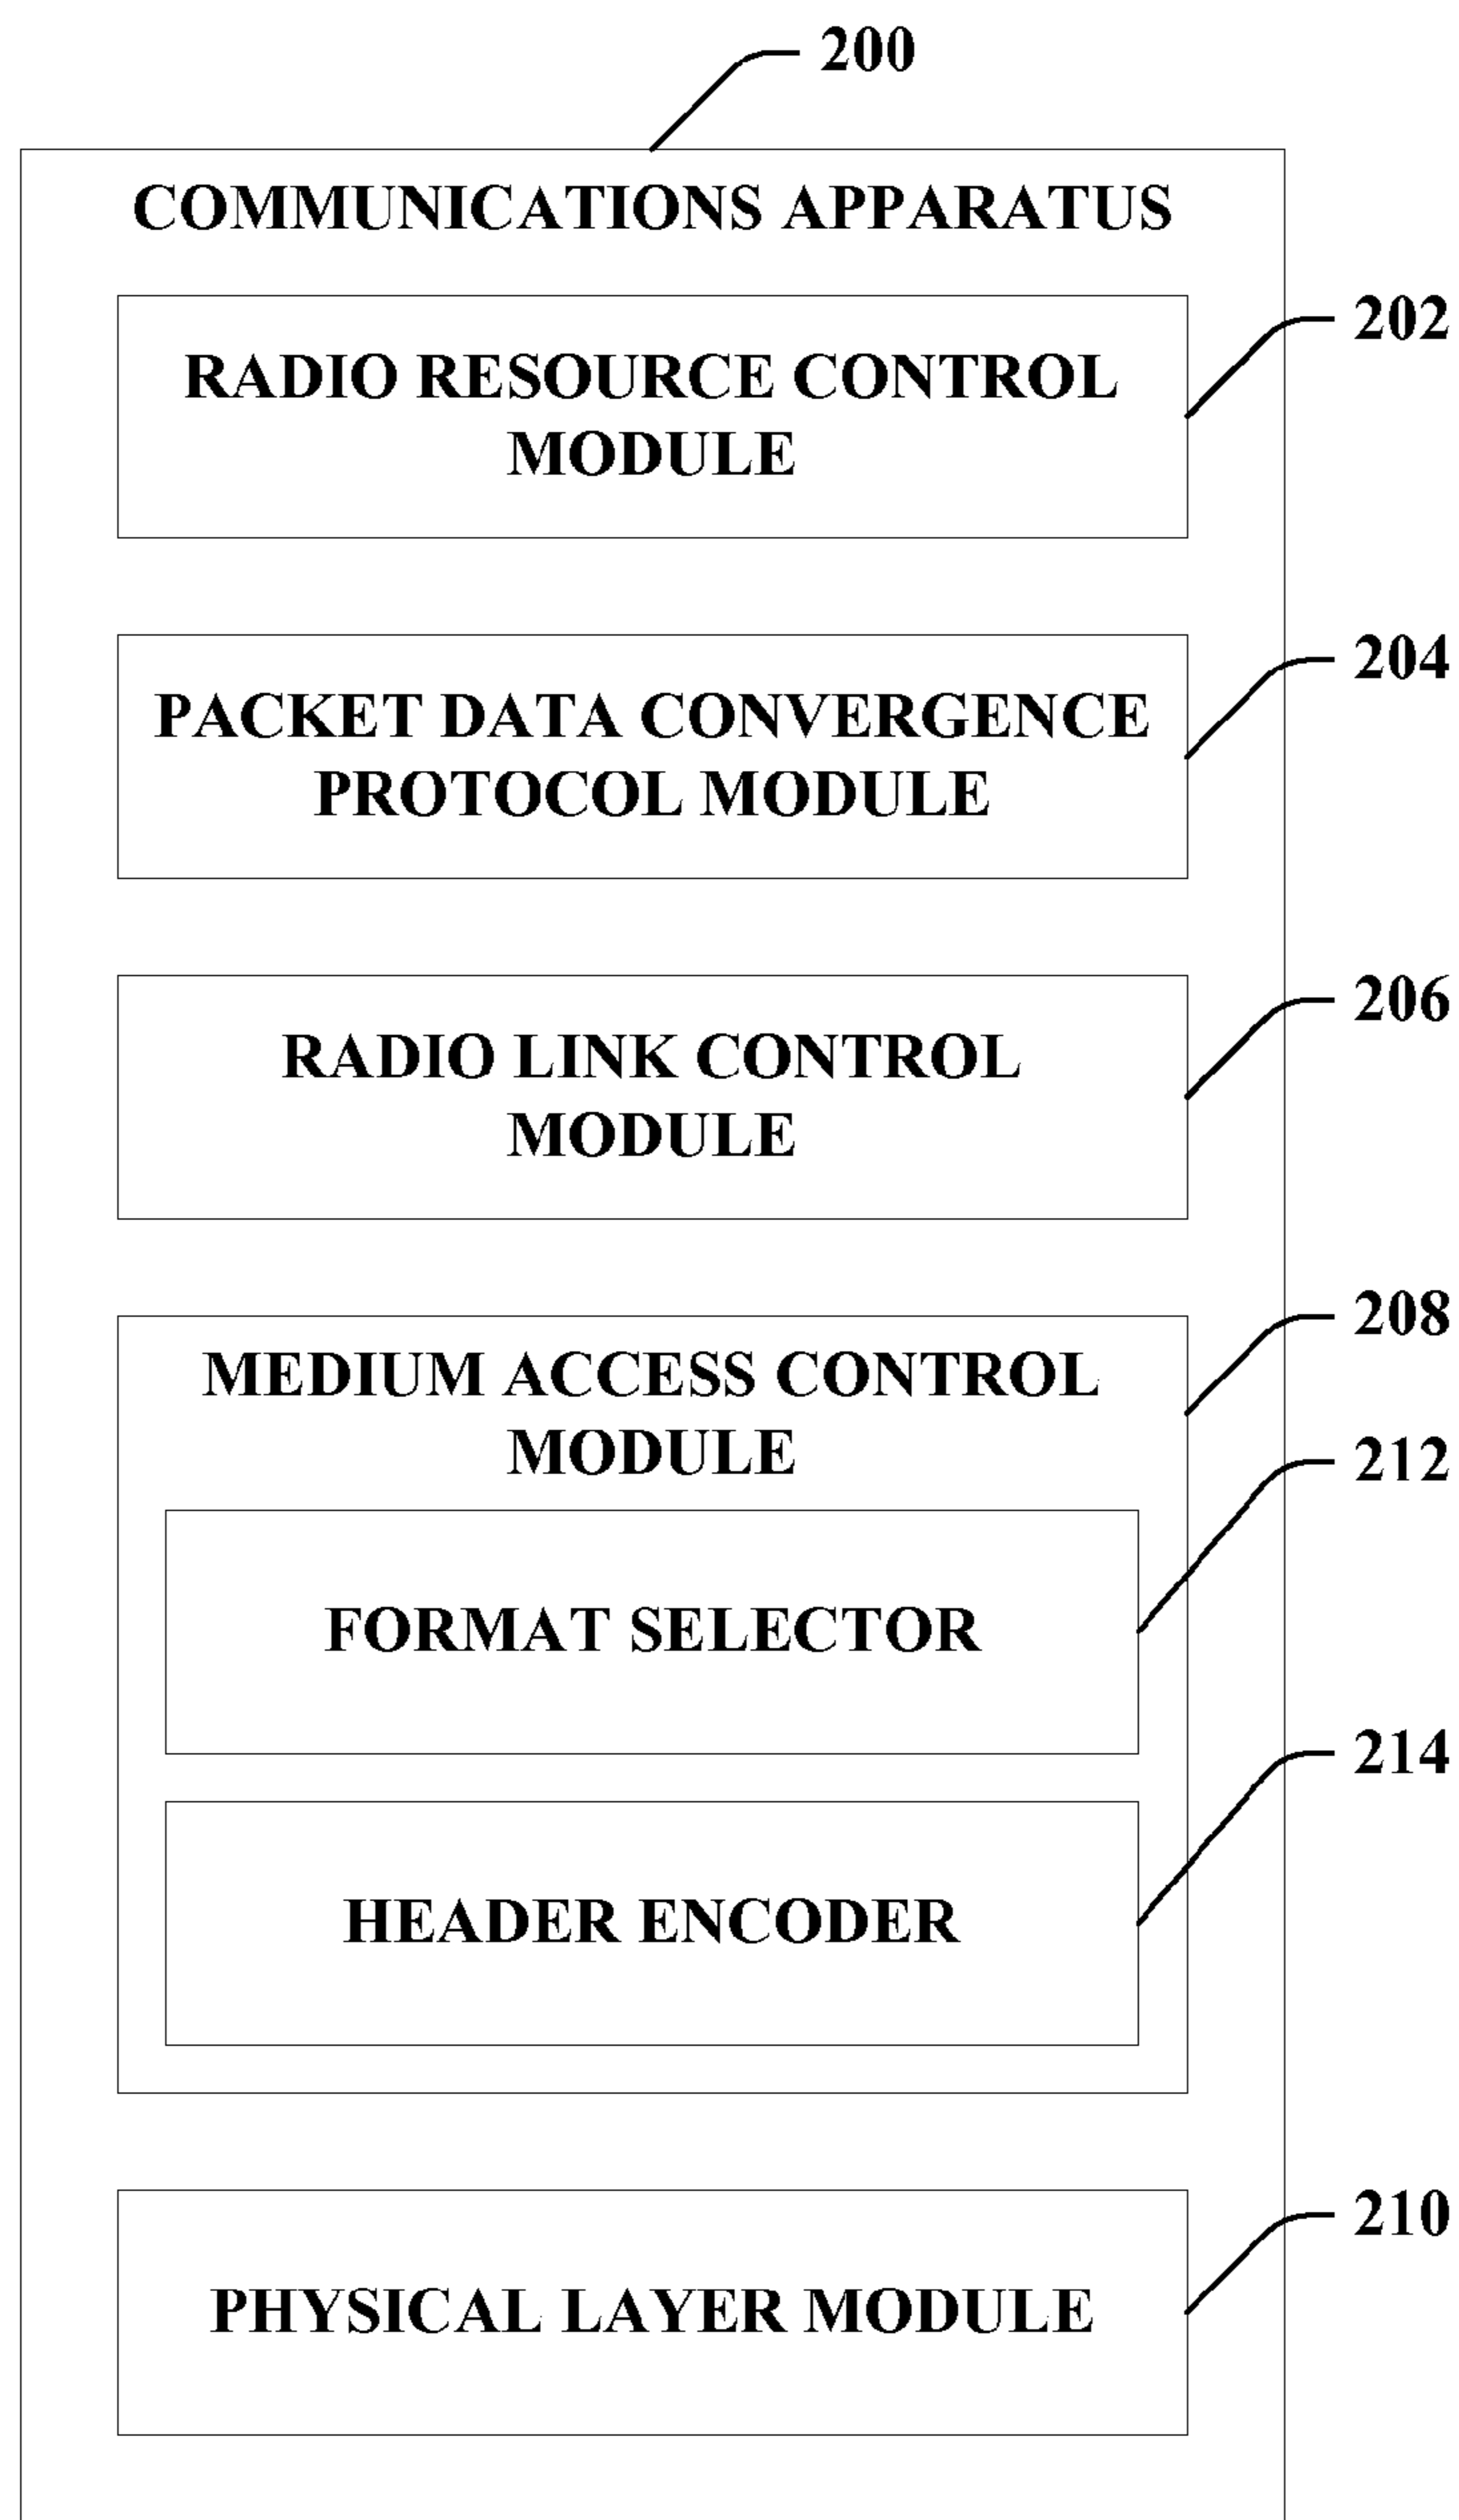 200
COMMUNICATIONS APPARATUS
202
RADIO RESOURCE CONTROL
MODULE
204
PACKET DATA CONVERGENCE
PROTOCOL MODULE
206
RADIO LINK CONTROL
MODULE
208
MEDIUM ACCESS CONTROL
MODULE
212
FORMAT SELECTOR
214
HEADER ENCODER
210
PHYSICAL LAYER MODULE